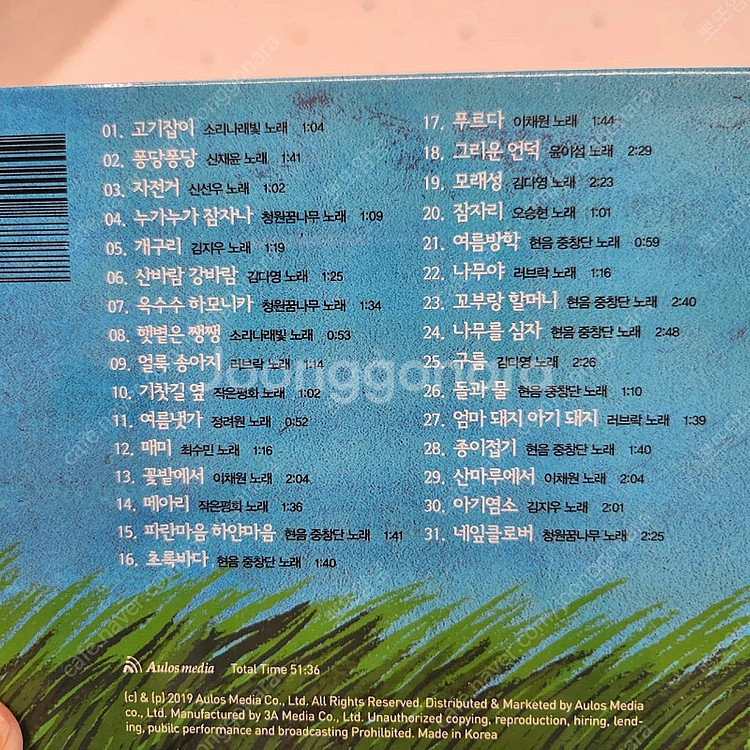 01. 고기잡이 소리나래빛 노래 1:04
02. 퐁당퐁당 신채윤 노래 1:41
03. 자전거 신선우 노래 1:02
04. 누가누가 잠자나 청원꿈나무 노래 1:09
05. 개구리 김지우 노래 1:19
06. 산바람 강바람 김다영 노래 1:25
07. 옥수수 하모니카 청원꿈나무 노래 1:34
08. 햇볕은 쨍쨍 소리나래빛 노래 0:53
09. 얼룩 송아지 러브락 노래 1:14
10. 기찻길 옆 작은평화 노래 1:02
11. 여름냇가 정려원 노래 0:52
12. 매미 최수민 노래 1:16
13. 꽃밭에서 이채원 노래 2:04
14. 메아리 작은평화 노래 1:36
15. 파란마음 하얀마음 현음 중창단 노래 1:41
16. 초록바다 현음 중창단 노래 1:40
17. 푸르다 이채원 노래 1:44
18. 그리운 언덕 윤이섭 노래 2:29
19. 모래성 김다영 노래 2:23
20. 잠자리 오승현 노래 1:01
21. 여름방학 현음 중창단 노래 0:59
22. 나무야 러브락 노래 1:16
23. 꼬부랑 할머니 현음 중창단 노래 2:40
24. 나무를 심자 현음 중창단 노래 2:48
25. 구름 김다영 노래 2:26
26. 돌과 물 현음 중창단 노래 1:10
27. 엄마 돼지 아기 돼지 러브락 노래 1:39
28. 종이접기 현음 중창단 노래 1:40
29. 산마루에서 이채원 노래 2:04
30. 아기염소 김지우 노래 2:01
31. 네잎클로버 청원꿈나무 노래 2:25
Aulos media Total Time 51:36
(c) & (p) 2019 Aulos Media Co., Ltd. All Rights Reserved. Distributed & Marketed by Aulos Media
co., Ltd. Manufactured by 3A Media Co., Ltd. Unauthorized copying, reproduction, hiring, lend-
ing, public performance and broadcasting Prohilbited. Made in Korea
joonggonara